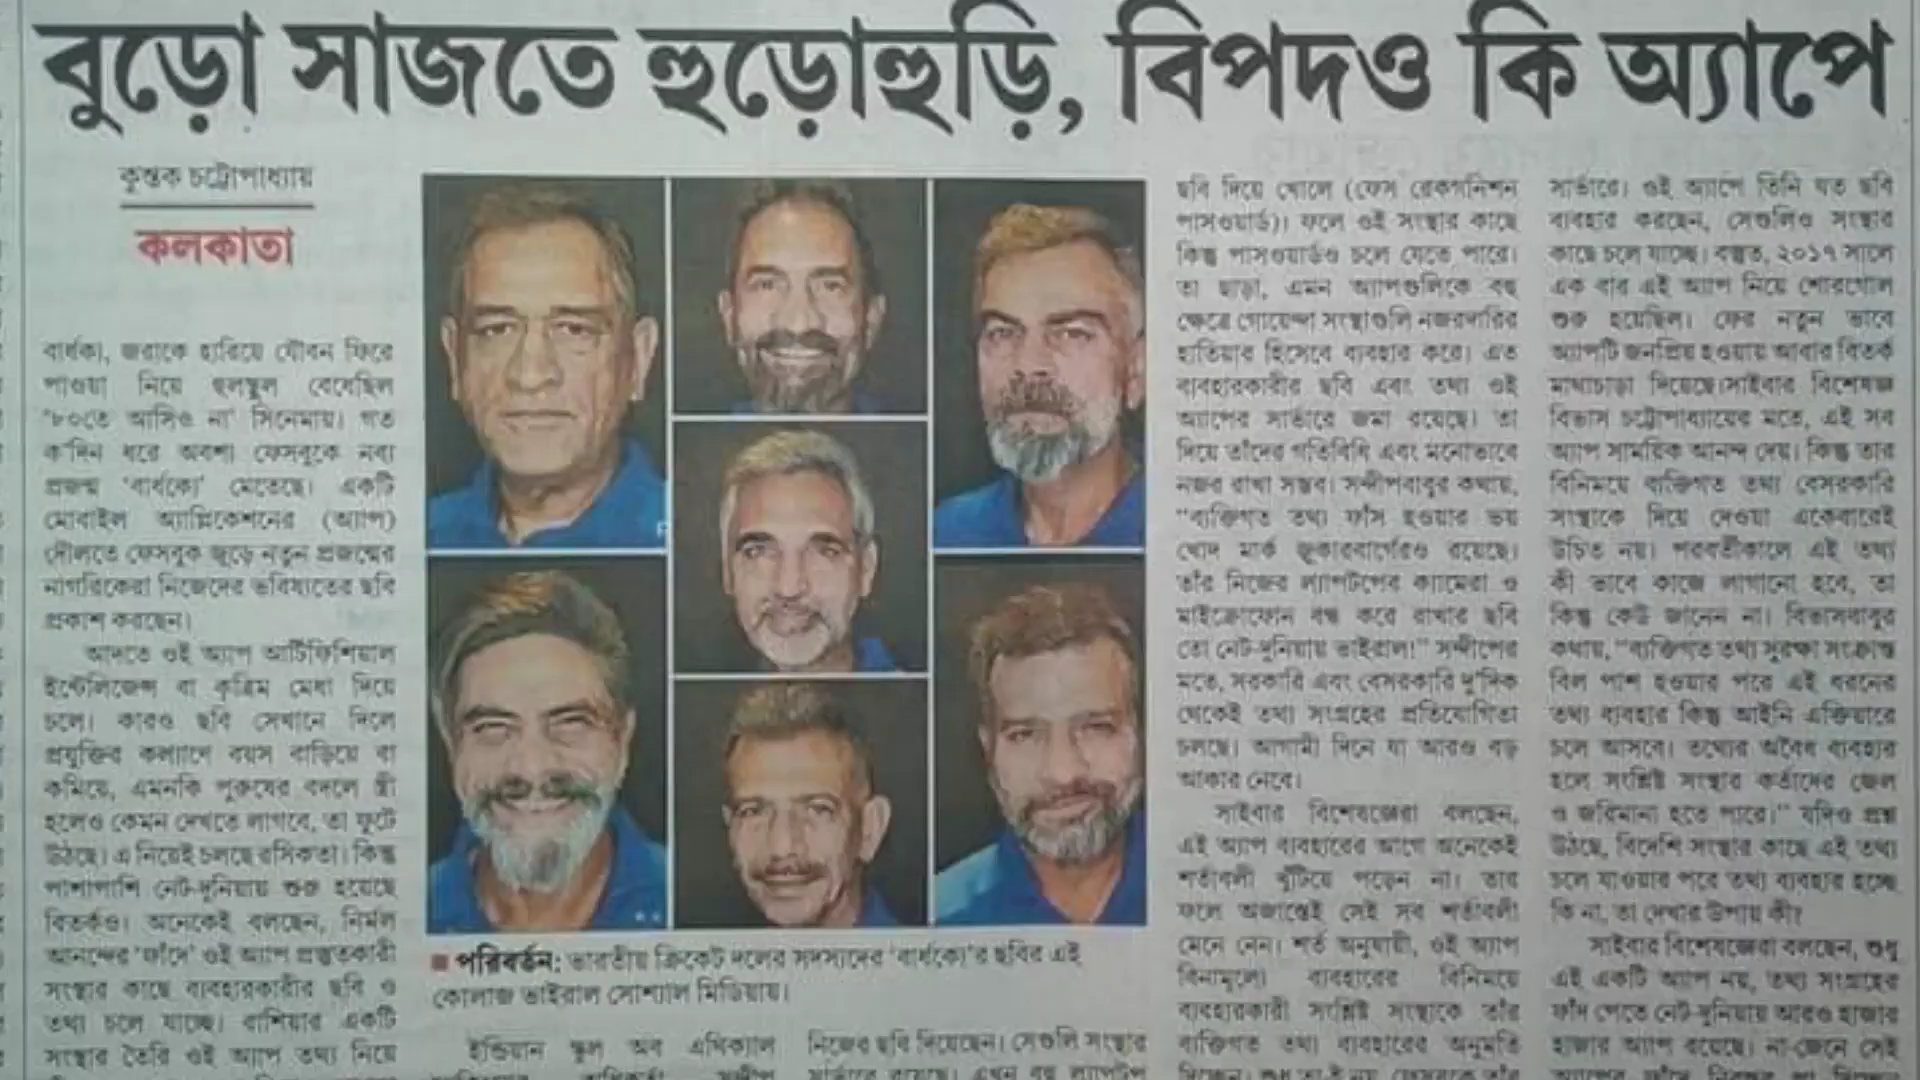 বুড়ো সাজতে হুড়োহুড়ি, বিপদও কি অ্যাপে
কৃন্তক চট্টোপাধ্যায়
কলকাতা
বার্ধক্য, জরাকে হারিয়ে যৌবন ফিরে
পাওয়া নিয়ে হুলস্থুল বেধেছিল
‘৮০তে আসিও না’ সিনেমায়। গত
ক’দিন ধরে অবশ্য ফেসবুকে নব্য
প্রজন্ম ‘বার্ধক্যে’ মেতেছে। একটি
মোবাইল অ্যাপ্লিকেশনের (অ্যাপ)
দৌলতে ফেসবুক জুড়ে নতুন প্রজন্মের
নাগরিকেরা নিজেদের ভবিষ্যতের ছবি
প্রকাশ করছেন।
আদতে ওই অ্যাপ আর্টিফিশিয়াল
ইন্টেলিজেন্স বা কৃত্রিম মেধা দিয়ে
চলে। কারও ছবি সেখানে দিলে
প্রযুক্তির কল্যাণে বয়স বাড়িয়ে বা
কমিয়ে, এমনকি পুরুষের বদলে স্ত্রী
হলেও কেমন দেখতে লাগবে, তা ফুটে
উঠছে। এ নিয়েই চলছে রসিকতা। কিন্তু
পাশাপাশি নেট-দুনিয়ায় শুরু হয়েছে
বিতর্কও। অনেকেই বলছেন, নির্মল
আনন্দের ‘ফাঁদে’ ওই অ্যাপ প্রস্তুতকারী
সংস্থার কাছে ব্যবহারকারীর ছবি ও
তথ্য চলে যাচ্ছে। রাশিয়ার একটি
সংস্থার তৈরি ওই অ্যাপ তথ্য নিয়ে
■ পরিবর্তন: ভারতীয় ক্রিকেট দলের সদস্যদের ‘বার্ধক্যে’র ছবির এই
কোলাজ ভাইরাল সোশ্যাল মিডিয়ায়।
ইন্ডিয়ান স্কুল অব এথিক্যাল
নিজের ছবি দিয়েছেন। সেগুলি সংস্থার
সার্ভারে রয়েছে। এখন বহু ল্যাপটপ
ছবি দিয়ে খোলে (ফেস রেকগনিশন
পাসওয়ার্ড)। ফলে ওই সংস্থার কাছে
কিন্তু পাসওয়ার্ডও চলে যেতে পারে।
তা ছাড়া, এমন অ্যাপগুলিকে বহু
ক্ষেত্রে গোয়েন্দা সংস্থাগুলি নজরদারির
হাতিয়ার হিসেবে ব্যবহার করে। এত
ব্যবহারকারীর ছবি এবং তথ্য ওই
অ্যাপের সার্ভারে জমা রয়েছে। তা
দিয়ে তাঁদের গতিবিধি এবং মনোভাবে
নজর রাখা সম্ভব। সন্দীপবাবুর কথায়,
“ব্যক্তিগত তথ্য ফাঁস হওয়ার ভয়
খোদ মার্ক জুকারবার্গেরও রয়েছে।
তাঁর নিজের ল্যাপটপের ক্যামেরা ও
মাইক্রোফোন বন্ধ করে রাখার ছবি
তো নেট-দুনিয়ায় ভাইরাল!” সন্দীপের
মতে, সরকারি এবং বেসরকারি দু’দিক
থেকেই তথ্য সংগ্রহের প্রতিযোগিতা
চলছে। আগামী দিনে যা আরও বড়
আকার নেবে।
সাইবার বিশেষজ্ঞেরা বলছেন,
এই অ্যাপ ব্যবহারের আগে অনেকেই
শর্তাবলী খুঁটিয়ে পড়েন না। তার
ফলে অজান্তেই সেই সব শর্তাবলী
মেনে নেন। শর্ত অনুযায়ী, ওই অ্যাপ
বিনামূল্যে ব্যবহারের বিনিময়ে
ব্যবহারকারী সংশ্লিষ্ট সংস্থাকে তাঁর
ব্যক্তিগত তথ্য ব্যবহারের অনুমতি
দিচ্ছেন। শুধু তা-ই নয়, ফেসবুকে তাঁর
সার্ভারে। ওই অ্যাপে তিনি যত ছবি
ব্যবহার করছেন, সেগুলিও সংস্থার
কাছে চলে যাচ্ছে। বস্তুত, ২০১৭ সালে
এক বার এই অ্যাপ নিয়ে শোরগোল
শুরু হয়েছিল। ফের নতুন ভাবে
অ্যাপটি জনপ্রিয় হওয়ায় আবার বিতর্ক
মাথাচাড়া দিয়েছে।সাইবার বিশেষজ্ঞ
বিভাস চট্টোপাধ্যায়ের মতে, এই সব
অ্যাপ সাময়িক আনন্দ দেয়। কিন্তু তার
বিনিময়ে ব্যক্তিগত তথ্য বেসরকারি
সংস্থাকে দিয়ে দেওয়া একেবারেই
উচিত নয়। পরবর্তীকালে এই তথ্য
কী ভাবে কাজে লাগানো হবে, তা
কিন্তু কেউ জানেন না। বিভাসবাবুর
কথায়, “ব্যক্তিগত তথ্য সুরক্ষা সংক্রান্ত
বিল পাশ হওয়ার পরে এই ধরনের
তথ্য ব্যবহার কিন্তু আইনি এক্তিয়ারে
চলে আসবে। তথ্যের অবৈধ ব্যবহার
হলে সংশ্লিষ্ট সংস্থার কর্তাদের জেল
ও জরিমানা হতে পারে।” যদিও প্রশ্ন
উঠছে, বিদেশি সংস্থার কাছে এই তথ্য
চলে যাওয়ার পরে তথ্য ব্যবহার হচ্ছে
কি না, তা দেখার উপায় কী?
সাইবার বিশেষজ্ঞেরা বলছেন, শুধু
এই একটি অ্যাপ নয়, তথ্য সংগ্রহের
ফাঁদ পেতে নেট-দুনিয়ায় আরও হাজার
হাজার অ্যাপ রয়েছে। না-জেনে সেই